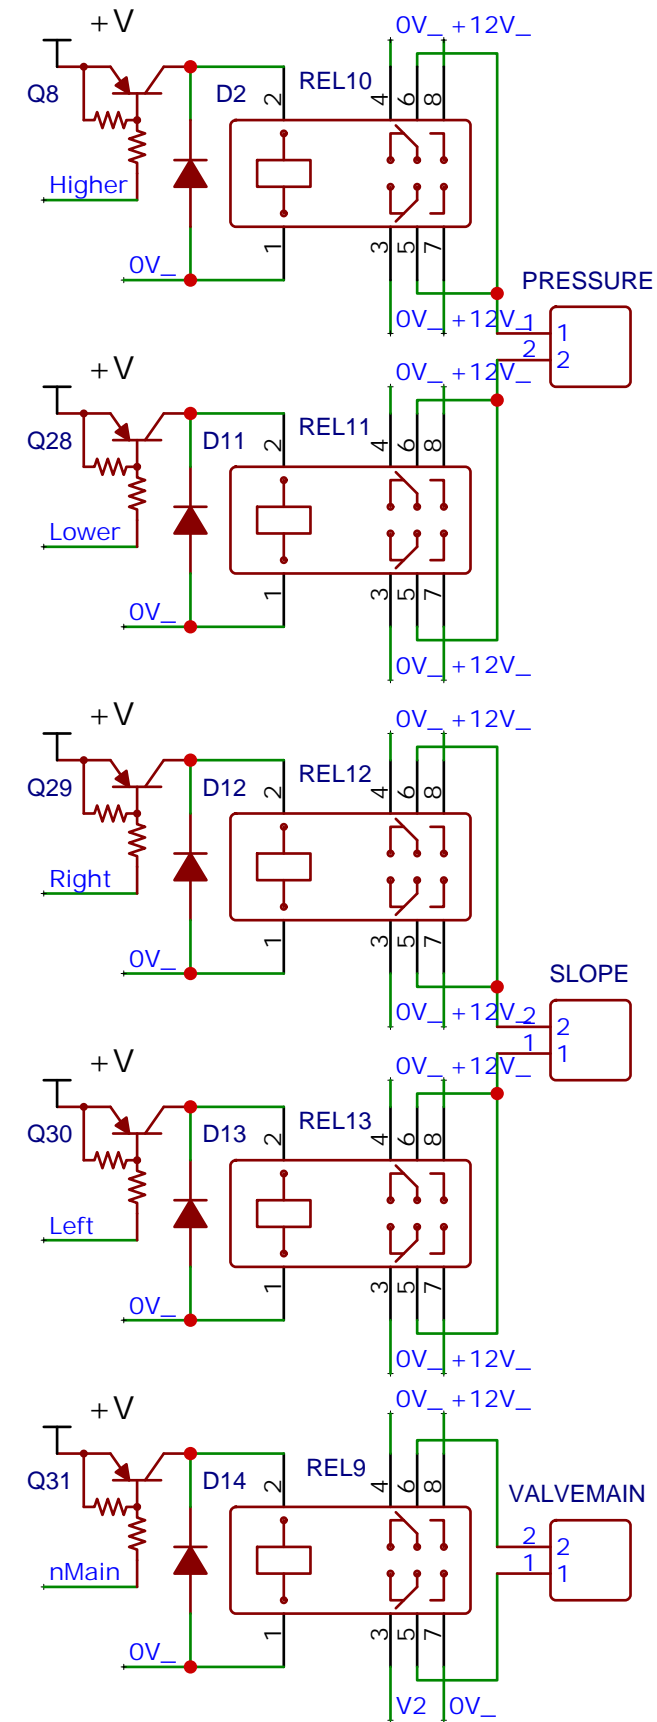 +V
0V_ +12V_
Q8 D2 REL10
2 4 6 8
Higher
1 3 5 7
0V_
PRESSURE
0V_ +12V_
1 1
2 2
+V
0V_ +12V_
Q28 D11 REL11
2 4 6 8
Lower
1 3 5 7
0V_
0V_ +12V_
+V
0V_ +12V_
Q29 D12 REL12
2 4 6 8
Right
1 3 5 7
0V_
SLOPE
0V_ +12V_
2 2
1 1
+V
0V_ +12V_
Q30 D13 REL13
2 4 6 8
Left
1 3 5 7
0V_
0V_ +12V_
+V
0V_ +12V_
Q31 D14 REL9
2 4 6 8
VALVEMAIN
2 2
1 1
nMain
1 3 5 7
0V_
V2 0V_